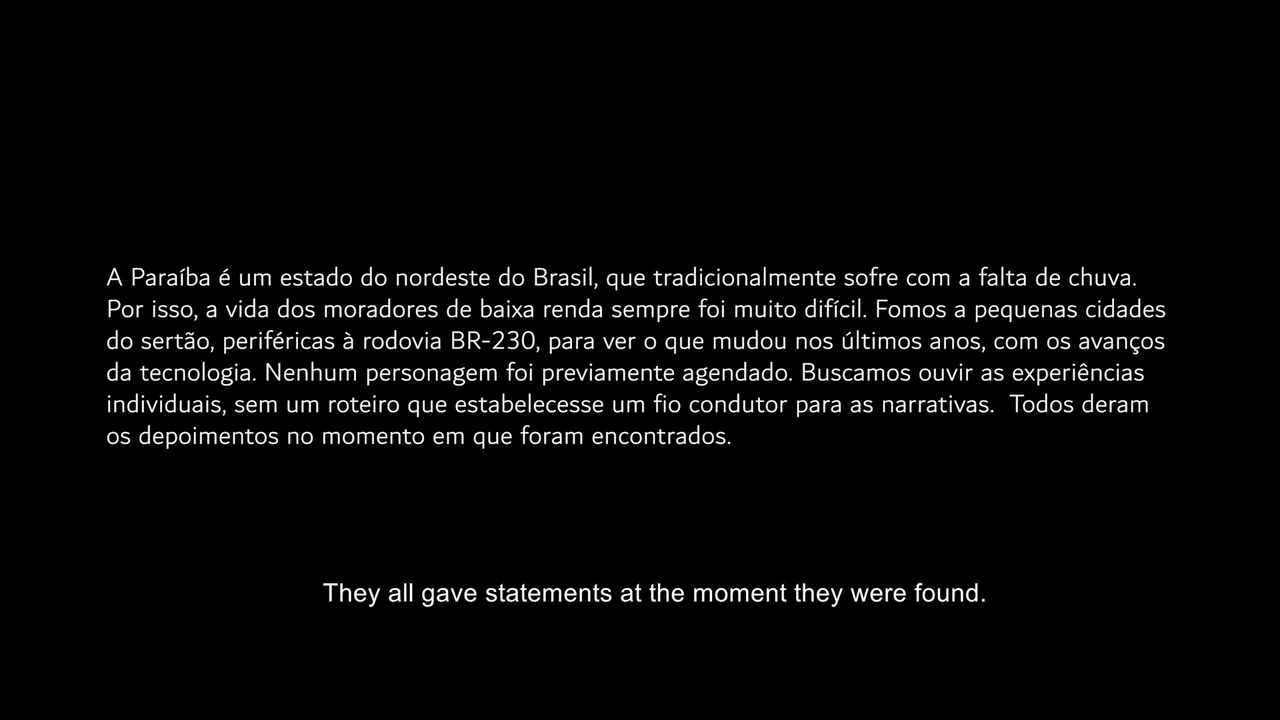 A Paraíba é um estado do nordeste do Brasil, que tradicionalmente sofre com a falta de chuva.
Por isso, a vida dos moradores de baixa renda sempre foi muito difícil. Fomos a pequenas cidades
do sertão, periféricas à rodovia BR-230, para ver o que mudou nos últimos anos, com os avanços
da tecnologia. Nenhum personagem foi previamente agendado. Buscamos ouvir as experiências
individuais, sem um roteiro que estabelecesse um fio condutor para as narrativas.  Todos deram
os depoimentos no momento em que foram encontrados.
They all gave statements at the moment they were found.